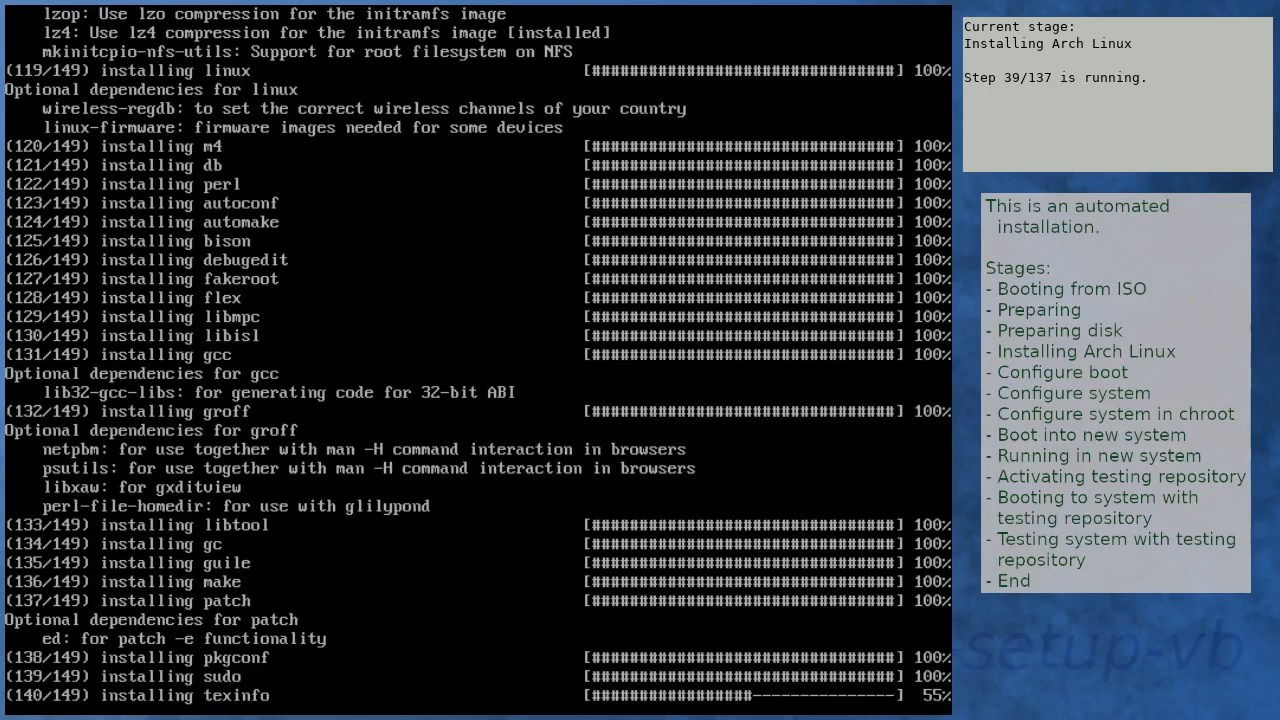 lzop: Use lzo compression for the initramfs image
lz4: Use lz4 compression for the initramfs image [installed]
mkinitcpio-nfs-utils: Support for root filesystem on NFS
(119/149) installing linux [################################] 100%
Optional dependencies for linux
wireless-regdb: to set the correct wireless channels of your country
linux-firmware: firmware images needed for some devices
(120/149) installing m4 [################################] 100%
(121/149) installing db [################################] 100%
(122/149) installing perl [################################] 100%
(123/149) installing autoconf [################################] 100%
(124/149) installing automake [################################] 100%
(125/149) installing bison [################################] 100%
(126/149) installing debugedit [################################] 100%
(127/149) installing fakeroot [################################] 100%
(128/149) installing flex [################################] 100%
(129/149) installing libmpc [################################] 100%
(130/149) installing libisl [################################] 100%
(131/149) installing gcc [################################] 100%
Optional dependencies for gcc
lib32-gcc-libs: for generating code for 32-bit ABI
(132/149) installing groff [################################] 100%
Optional dependencies for groff
netpbm: for use together with man -H command interaction in browsers
psutils: for use together with man -H command interaction in browsers
libxaw: for gxditview
perl-file-homedir: for use with glilypond
(133/149) installing libtool [################################] 100%
(134/149) installing gc [################################] 100%
(135/149) installing guile [################################] 100%
(136/149) installing make [################################] 100%
(137/149) installing patch [################################] 100%
Optional dependencies for patch
ed: for patch -e functionality
(138/149) installing pkgconf [################################] 100%
(139/149) installing sudo [################################] 100%
(140/149) installing texinfo [#################---------------] 55%
Current stage:
Installing Arch Linux
Step 39/137 is running.
This is an automated
installation.
Stages:
- Booting from ISO
- Preparing
- Preparing disk
- Installing Arch Linux
- Configure boot
- Configure system
- Configure system in chroot
- Boot into new system
- Running in new system
- Activating testing repository
- Booting to system with
testing repository
- Testing system with testing
repository
- End
setup-vb